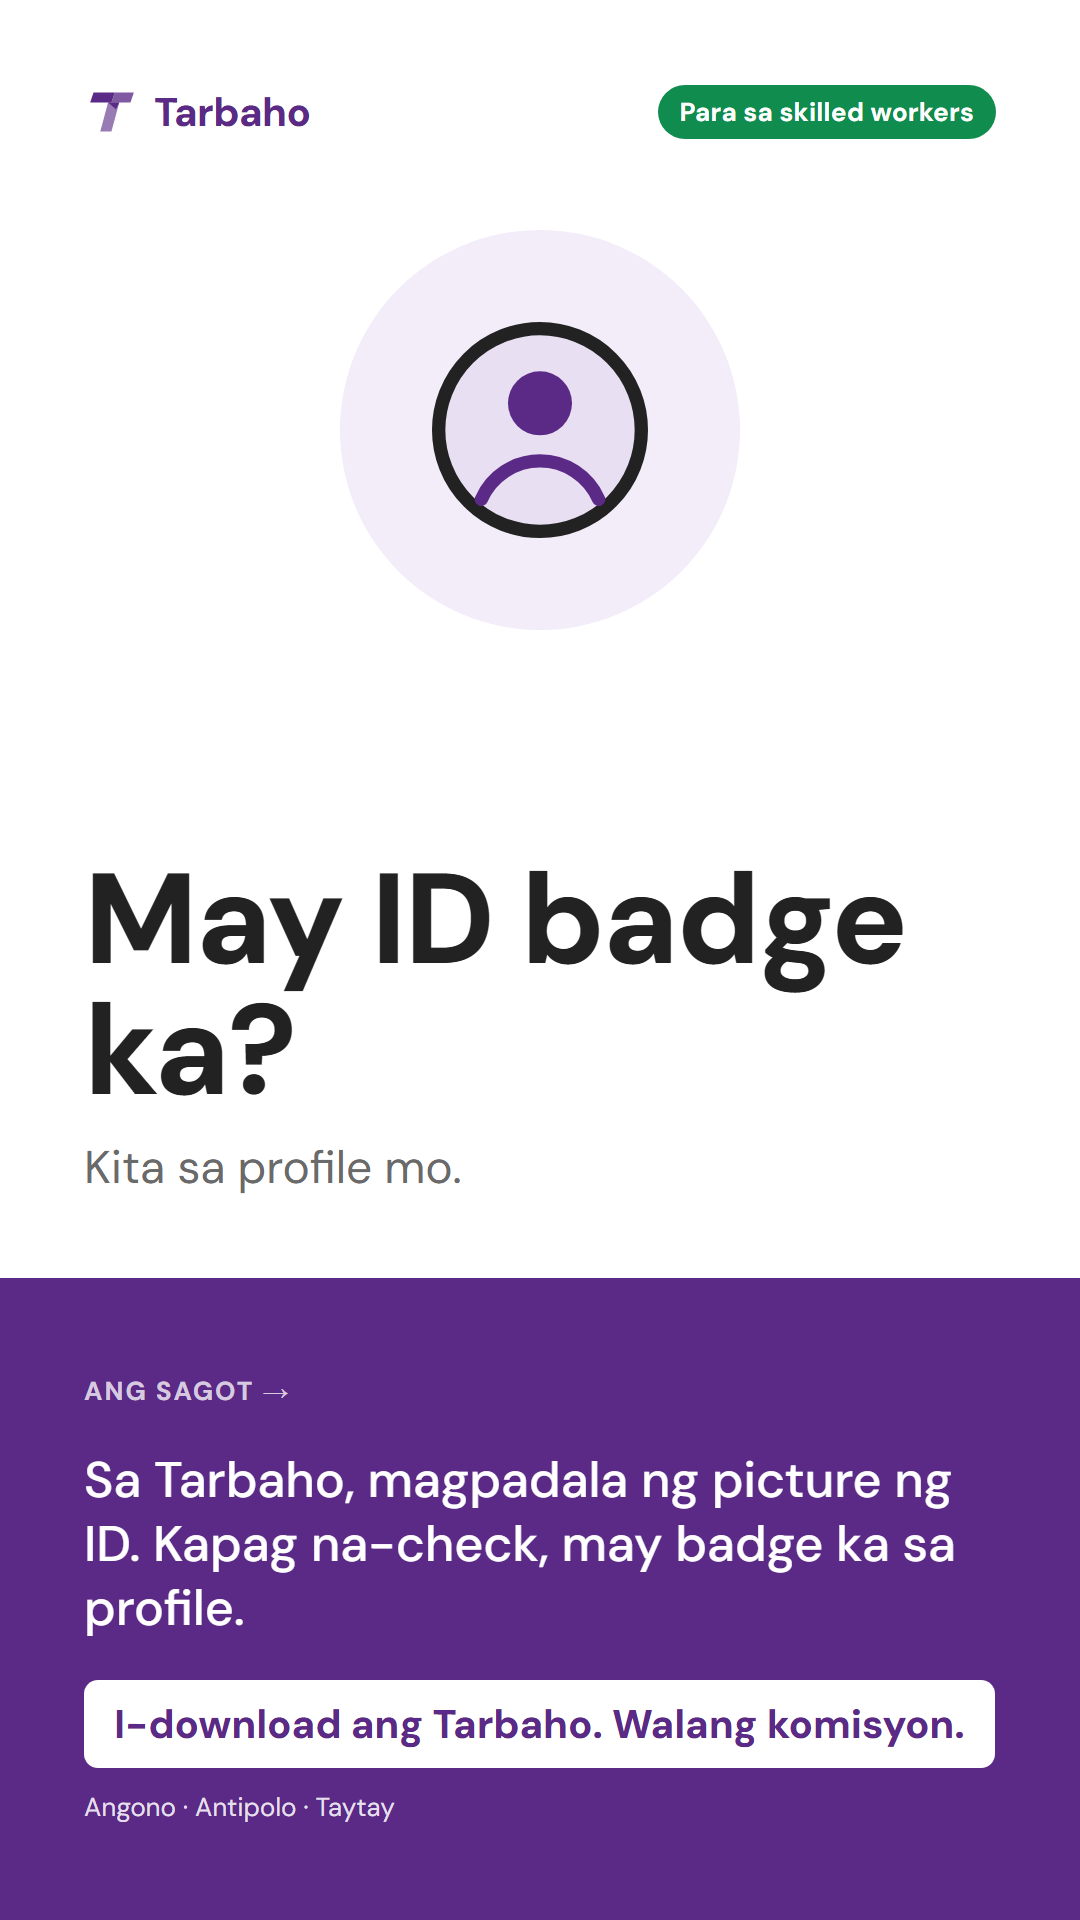 Tarbaho
Para sa skilled workers
May ID badge
ka?
Kita sa profile mo.
ANG SAGOT →
Sa Tarbaho, magpadala ng picture ng
ID. Kapag na-check, may badge ka sa
profile.
I-download ang Tarbaho. Walang komisyon.
Angono · Antipolo · Taytay